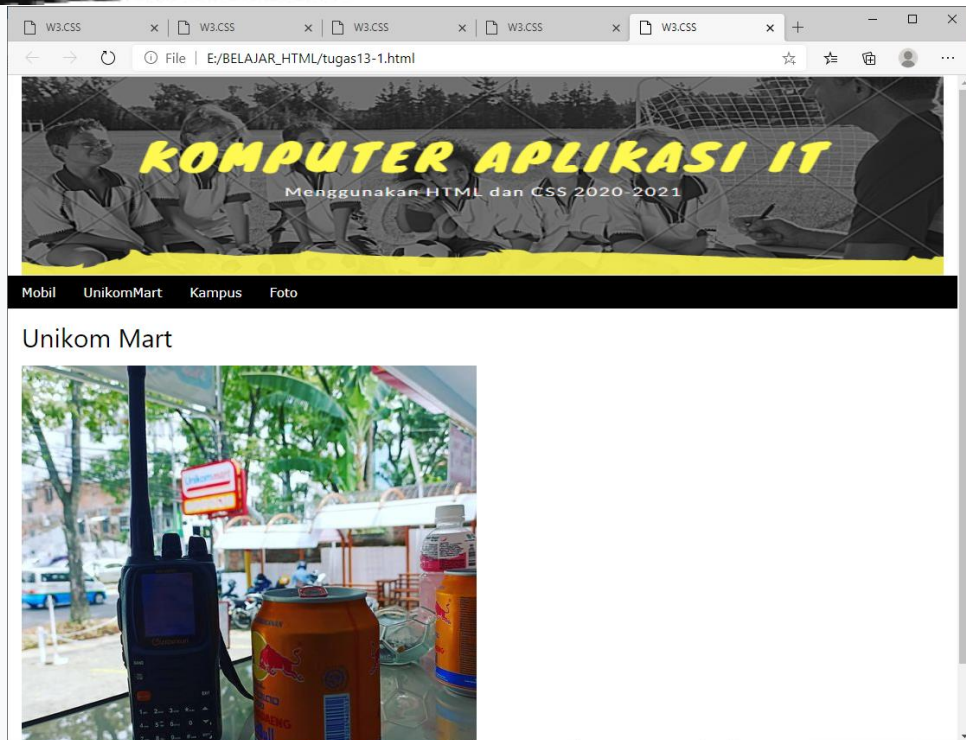 W3.CSS W3.CSS W3.CSS W3.CSS W3.CSS
File E:/BELAJAR_HTML/tugas13-1.html
KOMPUTER APLIKASI IT
Menggunakan HTML dan CSS 2020-2021
Mobil UnikomMart Kampus Foto
Unikom Mart
Unikommart